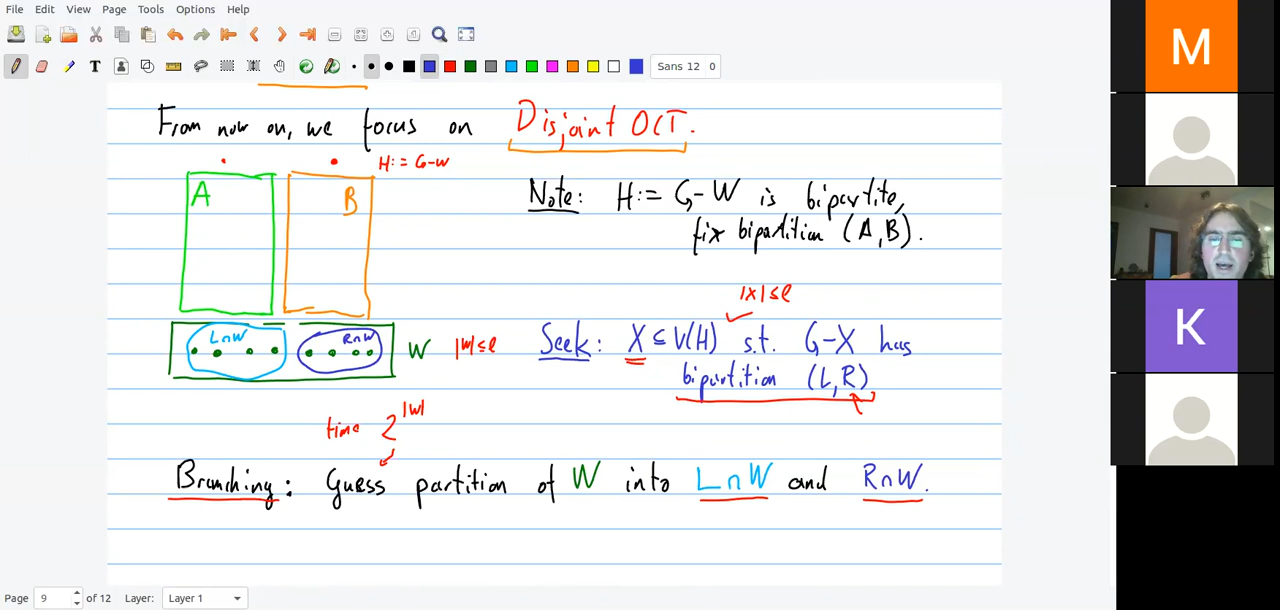 File Edit View Page Tools Options Help
Sans 12 0
From now on, we focus on Disjoint OCT.
H:= G-W
A B
Note: H:= G-W is bipartite,
fix bipartition (A,B).
|X|≤l
L∩W R∩W W |W|≤l
Seek: X ⊆ V(H) s.t. G-X has
bipartition (L,R)
time 2^|W|
Branching: Guess partition of W into L∩W and R∩W.
M
K
Page 9 of 12 Layer: Layer 1